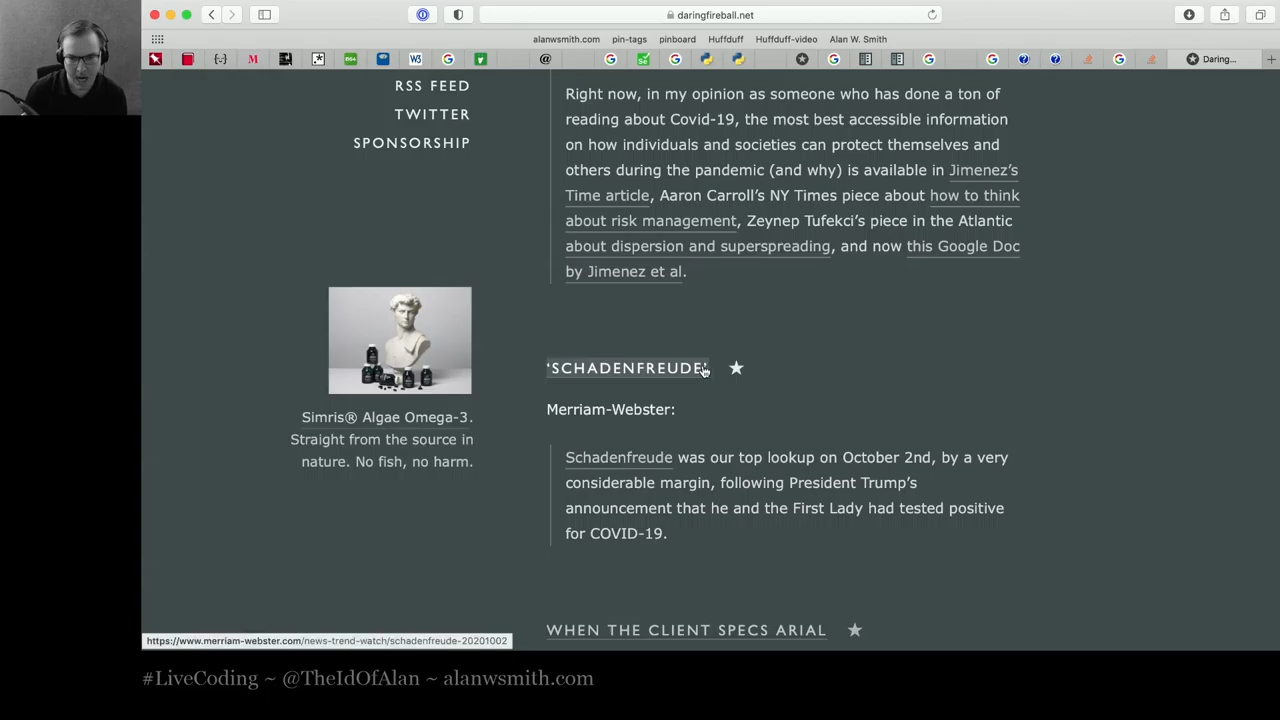 daringfireball.net
alanwsmith.com
pin-tags
pinboard
Huffduff
Huffduff-video
Alan W. Smith
Daring...
RSS FEED
TWITTER
SPONSORSHIP
Right now, in my opinion as someone who has done a ton of
reading about Covid-19, the most best accessible information
on how individuals and societies can protect themselves and
others during the pandemic (and why) is available in Jimenez’s
Time article, Aaron Carroll’s NY Times piece about how to think
about risk management, Zeynep Tufekci’s piece in the Atlantic
about dispersion and superspreading, and now this Google Doc
by Jimenez et al.
Simris® Algae Omega-3.
Straight from the source in
nature. No fish, no harm.
‘SCHADENFREUDE’ ★
Merriam-Webster:
Schadenfreude was our top lookup on October 2nd, by a very
considerable margin, following President Trump’s
announcement that he and the First Lady had tested positive
for COVID-19.
WHEN THE CLIENT SPECS ARIAL ★
https://www.merriam-webster.com/news-trend-watch/schadenfreude-20201002
#LiveCoding ~ @TheIdOfAlan ~ alanwsmith.com